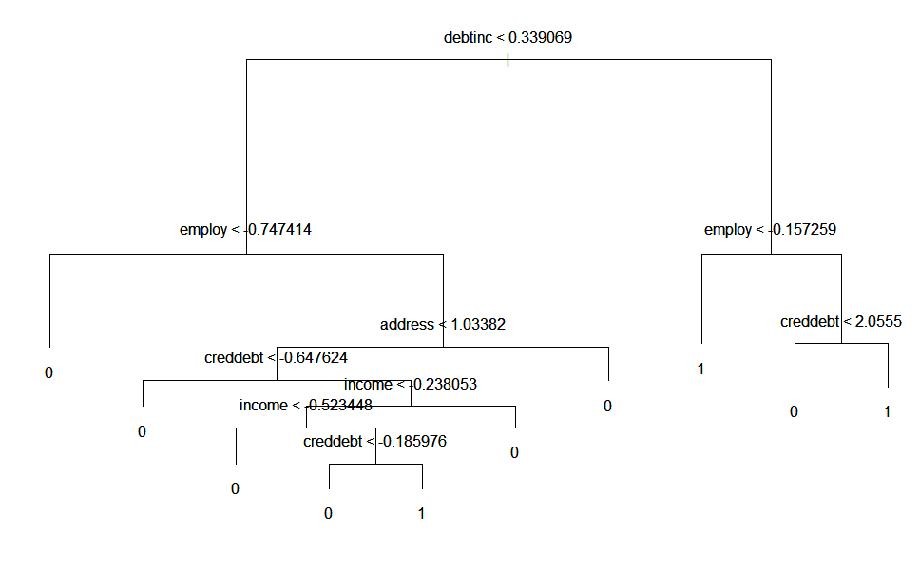 debtinc < 0.339069
employ < -0.747414
employ < -0.157259
creddebt < 2.0555
address < 1.03382
creddebt < -0.647624
0
1
income < -0.238053
income < -0.523448
0
0
1
0
creddebt < -0.185976
0
0
0
1